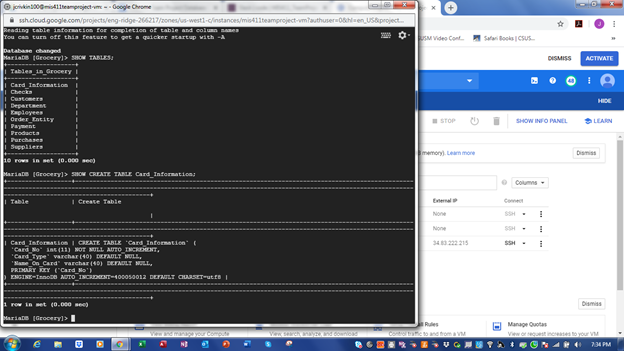 jcrivkin100@mis411teamproject-vm: ~ - Google Chrome
ssh.cloud.google.com/projects/eng-ridge-266217/zones/us-west1-c/instances/mis411teamproject-vm?authuser=0&hl=en_US&project...
Reading table information for completion of table and column names
You can turn off this feature to get a quicker startup with -A
Database changed
MariaDB [Grocery]> SHOW TABLES;
| Tables_in_Grocery |
| Card_Information |
| Checks |
| Customers |
| Department |
| Employees |
| Order_Entity |
| Payment |
| Products |
| Purchases |
| Suppliers |
10 rows in set (0.000 sec)
MariaDB [Grocery]> SHOW CREATE TABLE Card_Information;
| Table | Create Table |
| Card_Information | CREATE TABLE `Card_Information` (
`Card_No` int(11) NOT NULL AUTO_INCREMENT,
`Card_Type` varchar(40) DEFAULT NULL,
`Name_On_Card` varchar(40) DEFAULT NULL,
PRIMARY KEY (`Card_No`)
) ENGINE=InnoDB AUTO_INCREMENT=400050012 DEFAULT CHARSET=utf8 |
1 row in set (0.000 sec)
MariaDB [Grocery]>
J
USM Video Conf...
Safari Books | CSUS...
DISMISS
ACTIVATE
HIDE
STOP
SHOW INFO PANEL
LEARN
memory). Learn more
Dismiss
Columns
External IP
Connect
None
SSH
None
SSH
34.83.222.215
SSH
Dismiss
View and manage your Compute
View, search, analyze, and download
Rules
Control traffic to and from a VM
Manage Quotas
View or request increases to your VM
7:34 PM